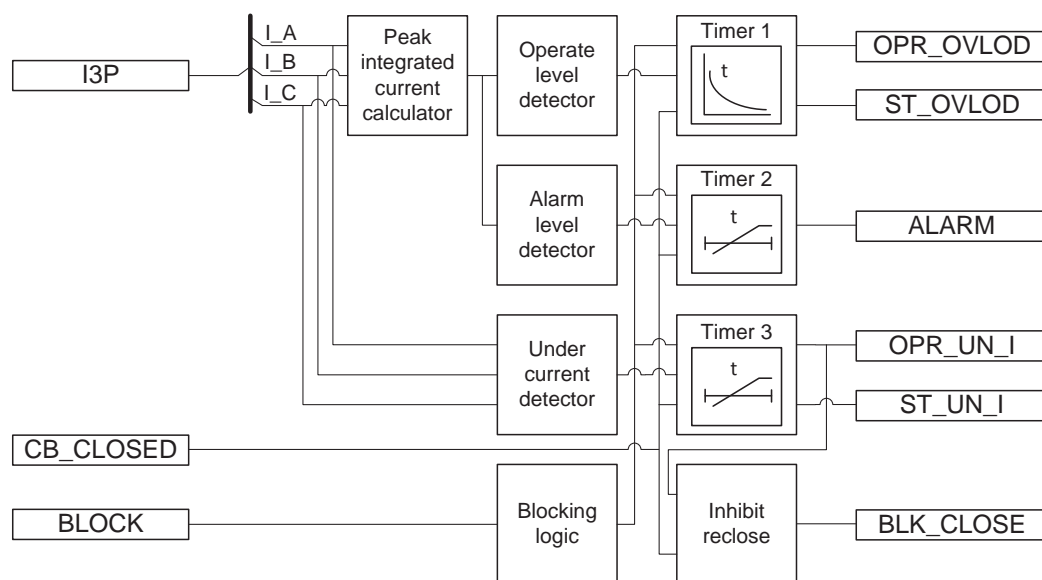 I3P
I_A
I_B
I_C
Peak
integrated
current
calculator
Operate
level
detector
Timer 1
t
OPR_OVLOD
ST_OVLOD
Alarm
level
detector
Timer 2
t
ALARM
Under
current
detector
Timer 3
t
OPR_UN_I
ST_UN_I
CB_CLOSED
BLOCK
Blocking
logic
Inhibit
reclose
BLK_CLOSE